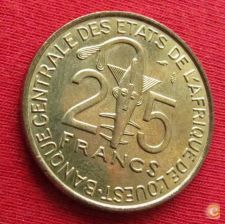 BANQUE CENTRALE DES ETATS DE L'AFRIQUE DE L'OUEST
25
FRANCS